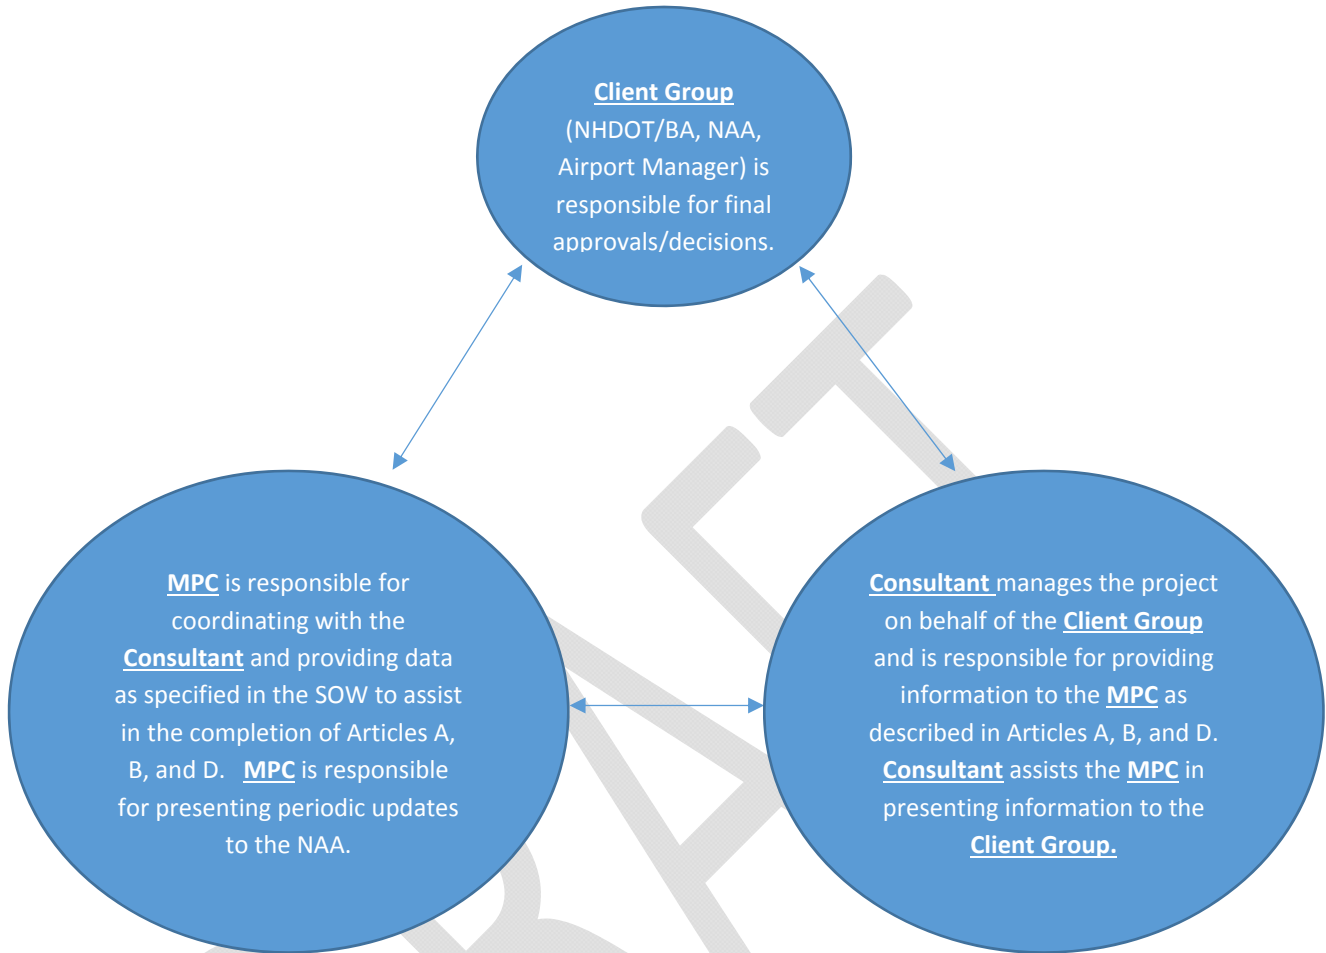 Client Group
(NHDOT/BA, NAA,
Airport Manager) is
responsible for final
approvals/decisions.
MPC is responsible for
coordinating with the
Consultant and providing data
as specified in the SOW to assist
in the completion of Articles A,
B, and D. MPC is responsible
for presenting periodic updates
to the NAA.
Consultant manages the project
on behalf of the Client Group
and is responsible for providing
information to the MPC as
described in Articles A, B, and D.
Consultant assists the MPC in
presenting information to the
Client Group.
DRAFT